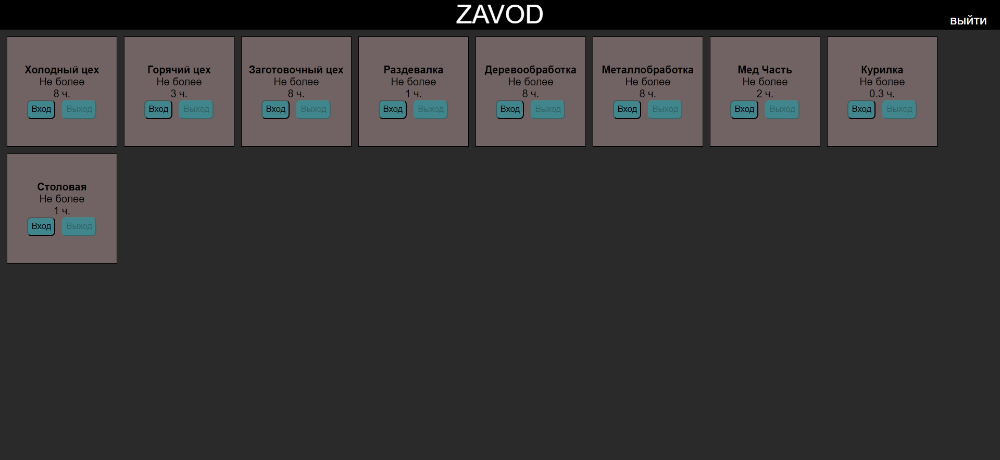 ZAVOD
ВЫЙТИ
Холодный цех
Не более
8 ч.
Вход Выход
Горячий цех
Не более
3 ч.
Вход Выход
Заготовочный цех
Не более
8 ч.
Вход Выход
Раздевалка
Не более
1 ч.
Вход Выход
Деревообработка
Не более
8 ч.
Вход Выход
Металлобработка
Не более
8 ч.
Вход Выход
Мед Часть
Не более
2 ч.
Вход Выход
Курилка
Не более
0.3 ч.
Вход Выход
Столовая
Не более
1 ч.
Вход Выход